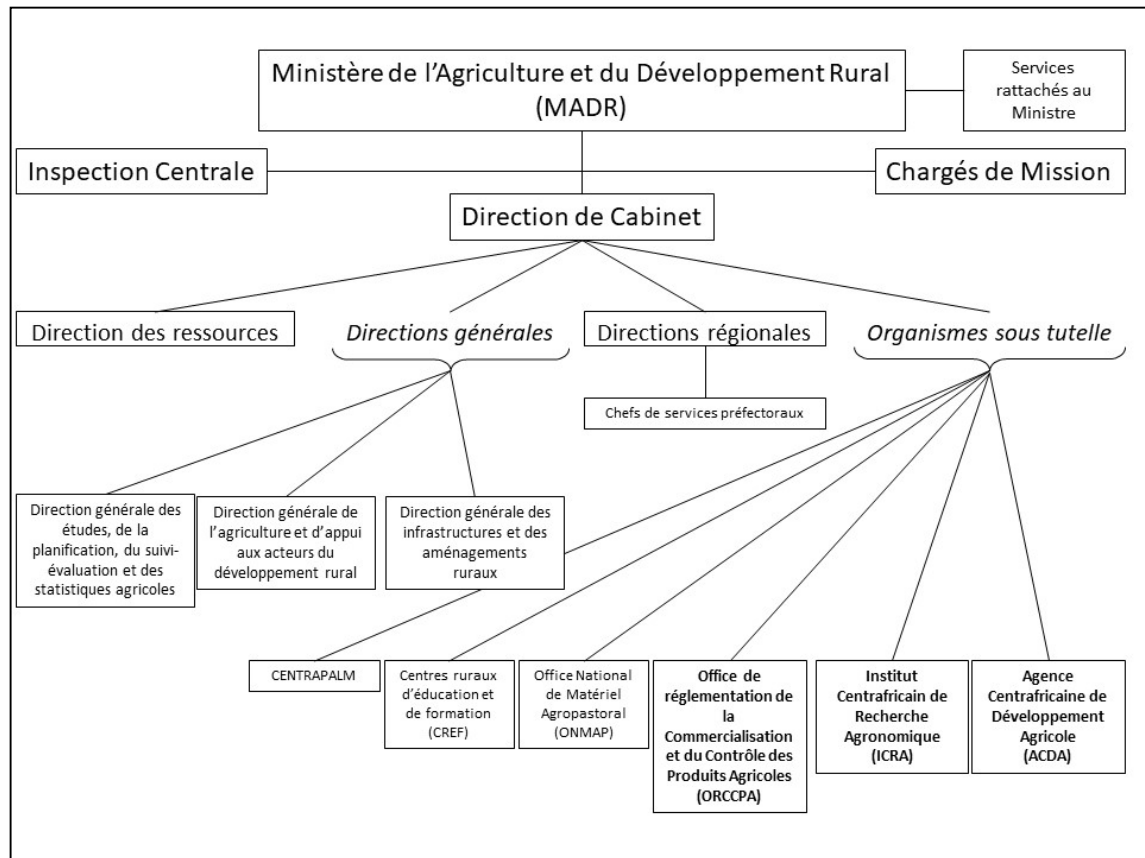 Ministère de l'Agriculture et du Développement Rural
(MADR)
Services
rattachés au
Ministre
Inspection Centrale
Chargés de Mission
Direction de Cabinet
Direction des ressources
Directions générales
Directions régionales
Organismes sous tutelle
Chefs de services préfectoraux
Direction générale des
études, de la
planification, du suivi-
évaluation et des
statistiques agricoles
Direction générale de
l'agriculture et d'appui
aux acteurs du
développement rural
Direction générale des
infrastructures et des
aménagements
ruraux
CENTRAPALM
Centres ruraux
d'éducation et
de formation
(CREF)
Office National
de Matériel
Agropastoral
(ONMAP)
Office de
réglementation de
la
Commercialisation
et du Contrôle des
Produits Agricoles
(ORCCPA)
Institut
Centrafricain de
Recherche
Agronomique
(ICRA)
Agence
Centrafricaine de
Développement
Agricole
(ACDA)